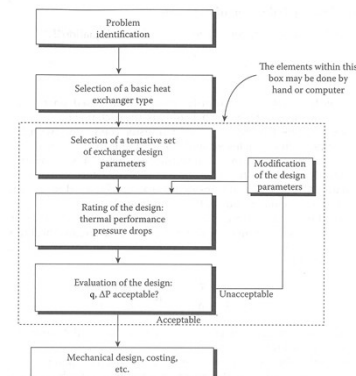 Problem
identification
The elements within this
box may be done by
hand or computer
Selection of a basic heat
exchanger type
Selection of a tentative set
of exchanger design
parameters
Modification
of the design
parameters
Rating of the design:
thermal performance
pressure drops
Evaluation of the design:
q, ΔP acceptable?
Unacceptable
Acceptable
Mechanical design, costing,
etc.